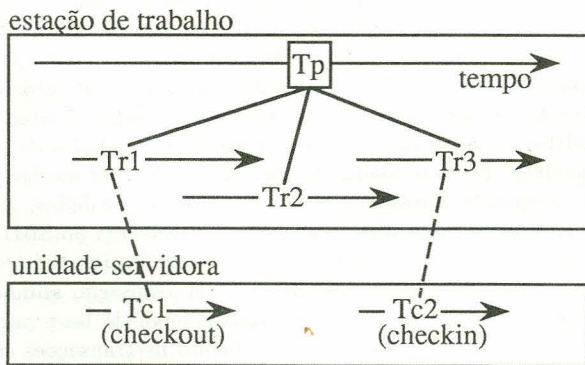 estação de trabalho
Tp
tempo
Tr1
Tr3
Tr2
unidade servidora
Tc1
Tc2
(checkout)
(checkin)